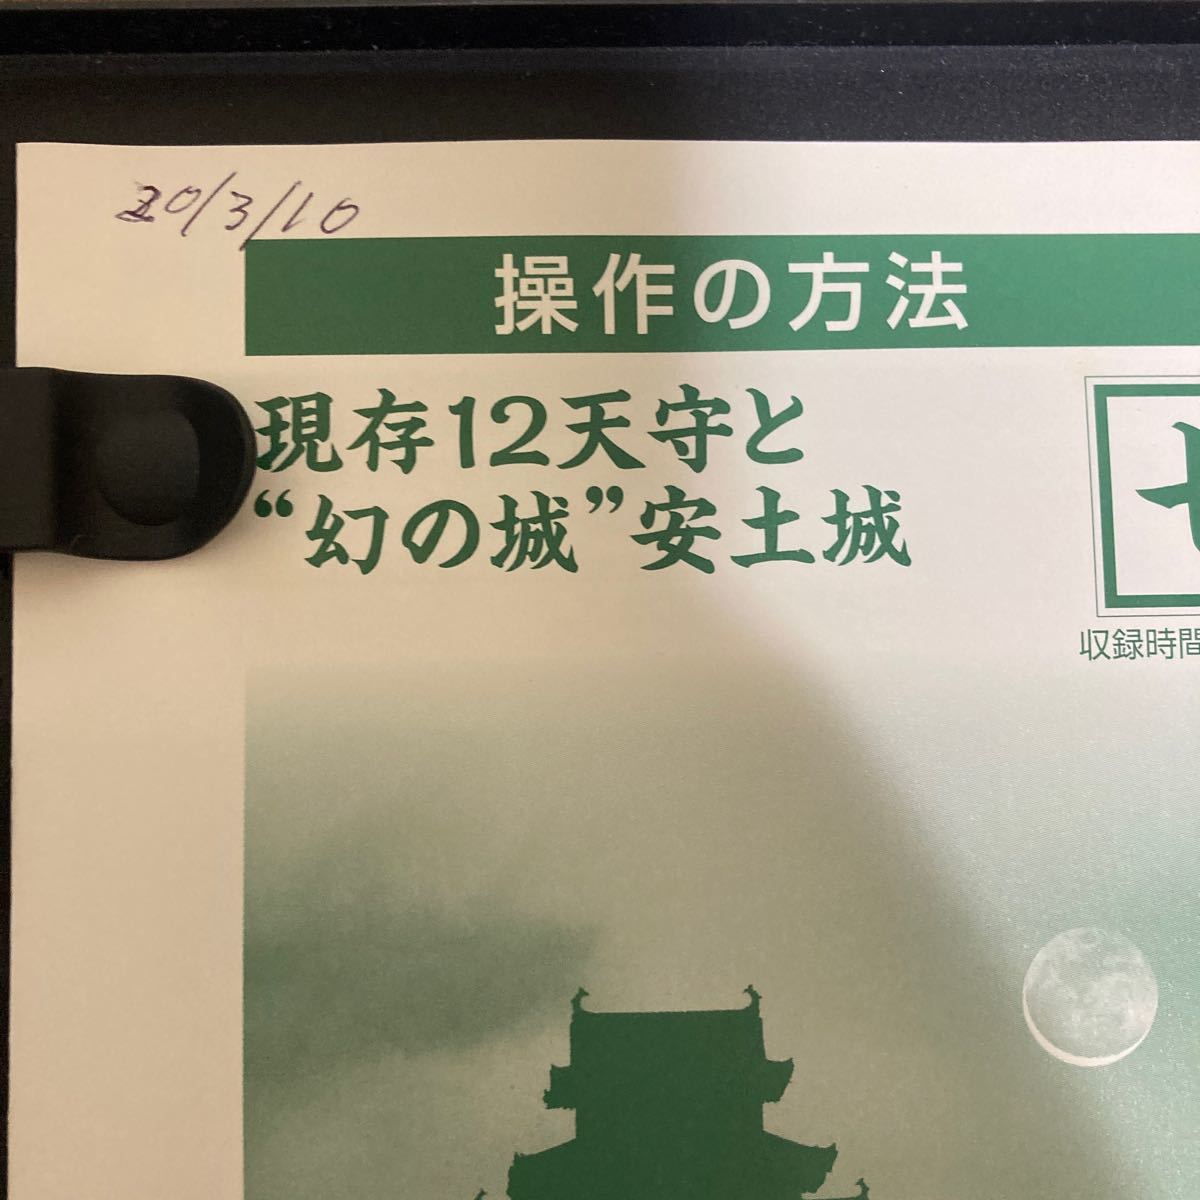 20/3/10
操作の方法
現存12天守と
“幻の城”安土城
収録時間